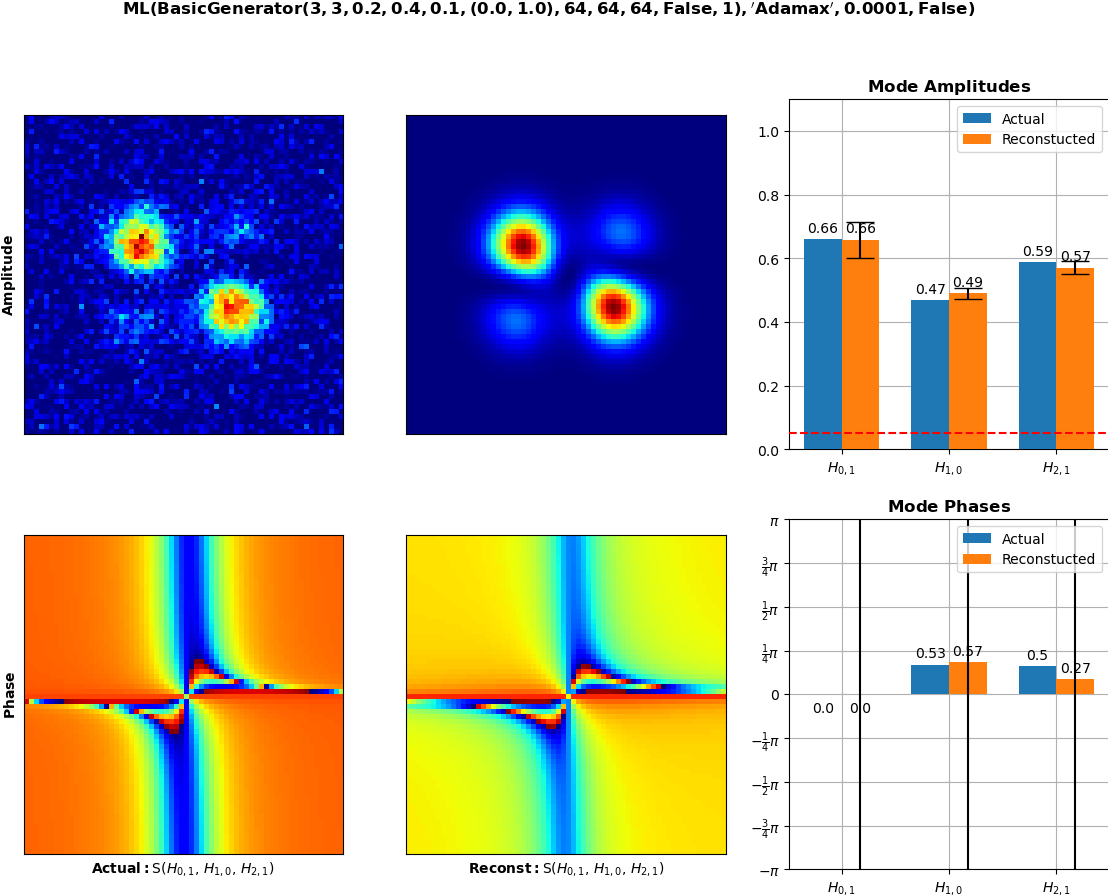 ML(BasicGenerator(3, 3, 0.2, 0.4, 0.1, (0.0, 1.0), 64, 64, 64, False, 1), 'Adamax', 0.0001, False)
Amplitude
Mode Amplitudes
Actual
Reconstucted
1.0
0.8
0.6
0.4
0.2
0.0
0.66 0.66
0.47 0.49
0.59 0.57
H0,1 H1,0 H2,1
Phase
Actual: S(H0,1, H1,0, H2,1)
Reconst: S(H0,1, H1,0, H2,1)
Mode Phases
Actual
Reconstucted
π
3/4π
1/2π
1/4π
0
−1/4π
−1/2π
−3/4π
−π
0.0 0.0
0.53 0.57
0.5 0.27
H0,1 H1,0 H2,1